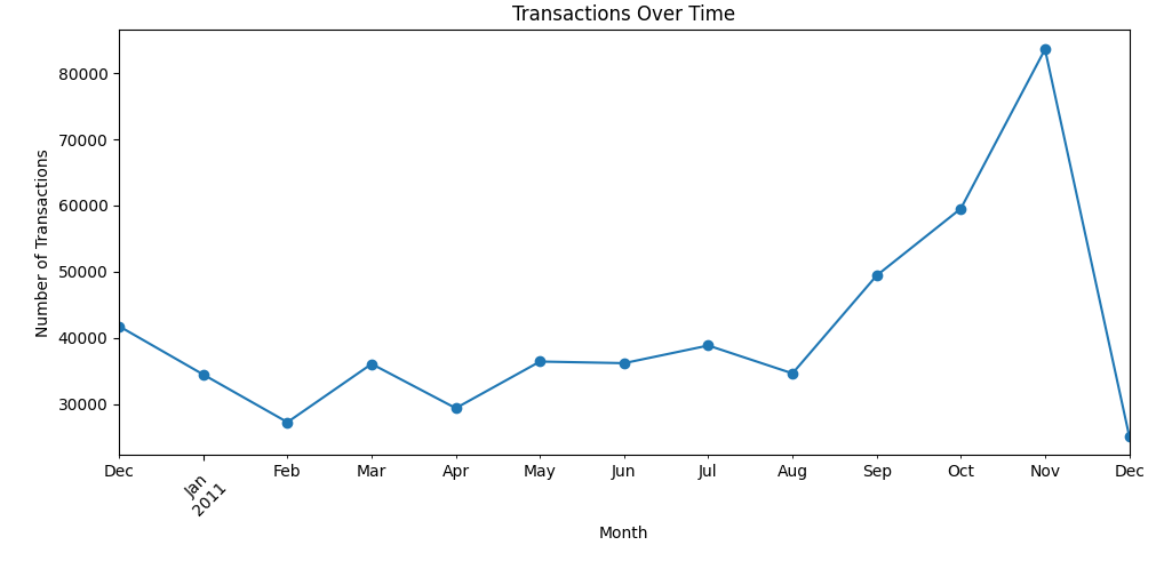 Transactions Over Time
Number of Transactions
80000
70000
60000
50000
40000
30000
Dec
Jan
2011
Feb
Mar
Apr
May
Jun
Jul
Aug
Sep
Oct
Nov
Dec
Month